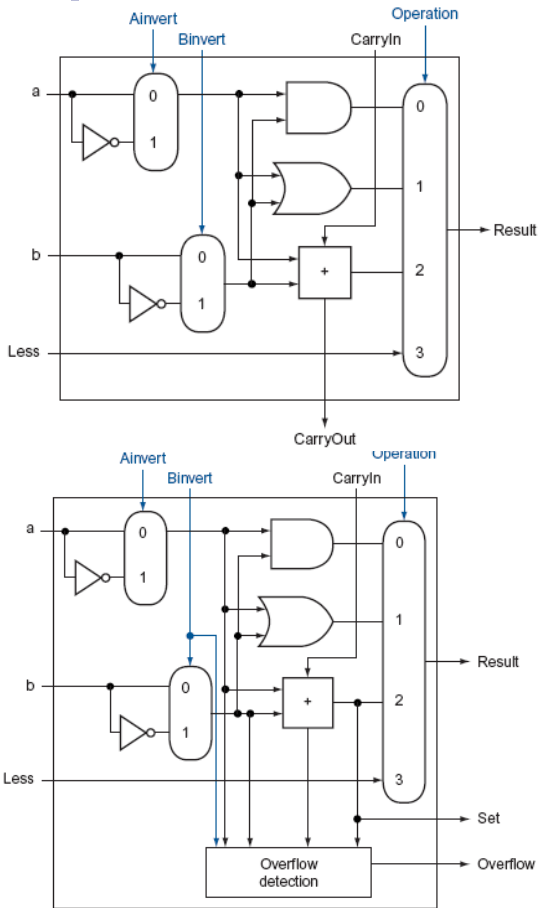 Operation
Ainvert
Binvert
CarryIn
a
0
0
1
1
b
0
2
+
Result
1
Less
3
CarryOut
Operation
Ainvert
Binvert
CarryIn
a
0
0
1
1
b
0
2
+
Result
1
Less
3
Set
Overflow
detection
Overflow